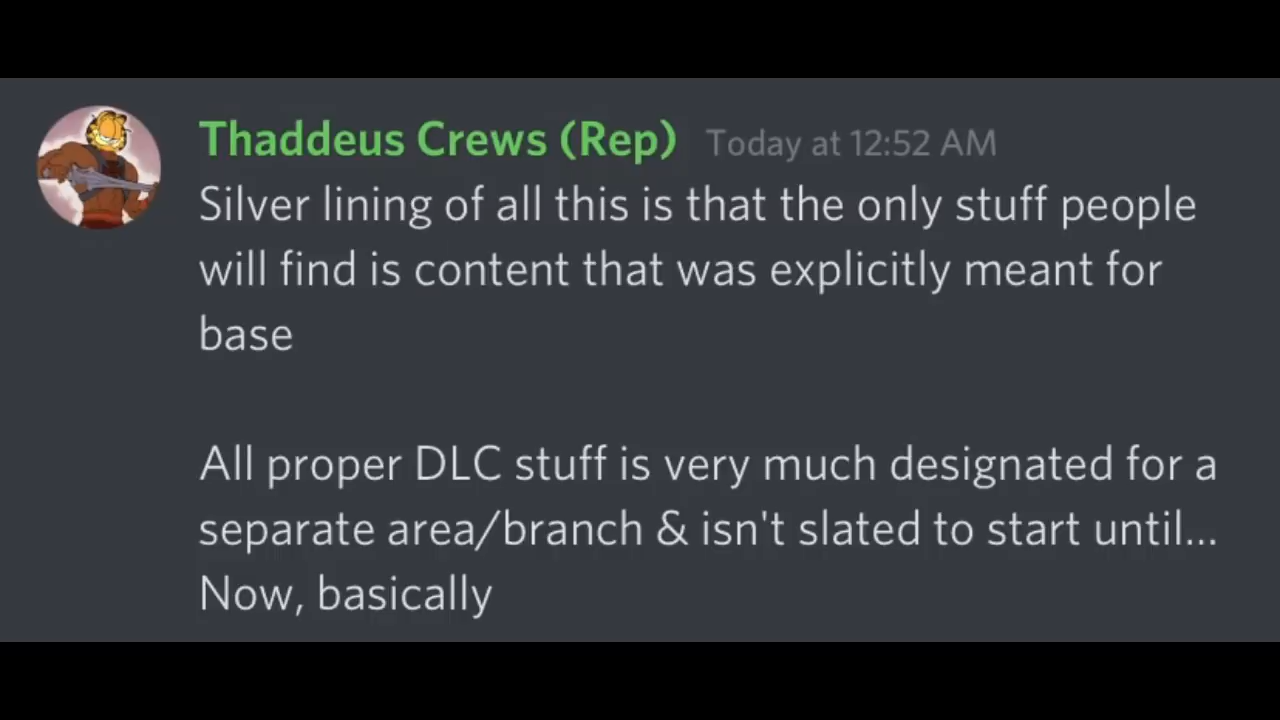 Thaddeus Crews (Rep) Today at 12:52 AM
Silver lining of all this is that the only stuff people
will find is content that was explicitly meant for
base
All proper DLC stuff is very much designated for a
separate area/branch & isn't slated to start until...
Now, basically